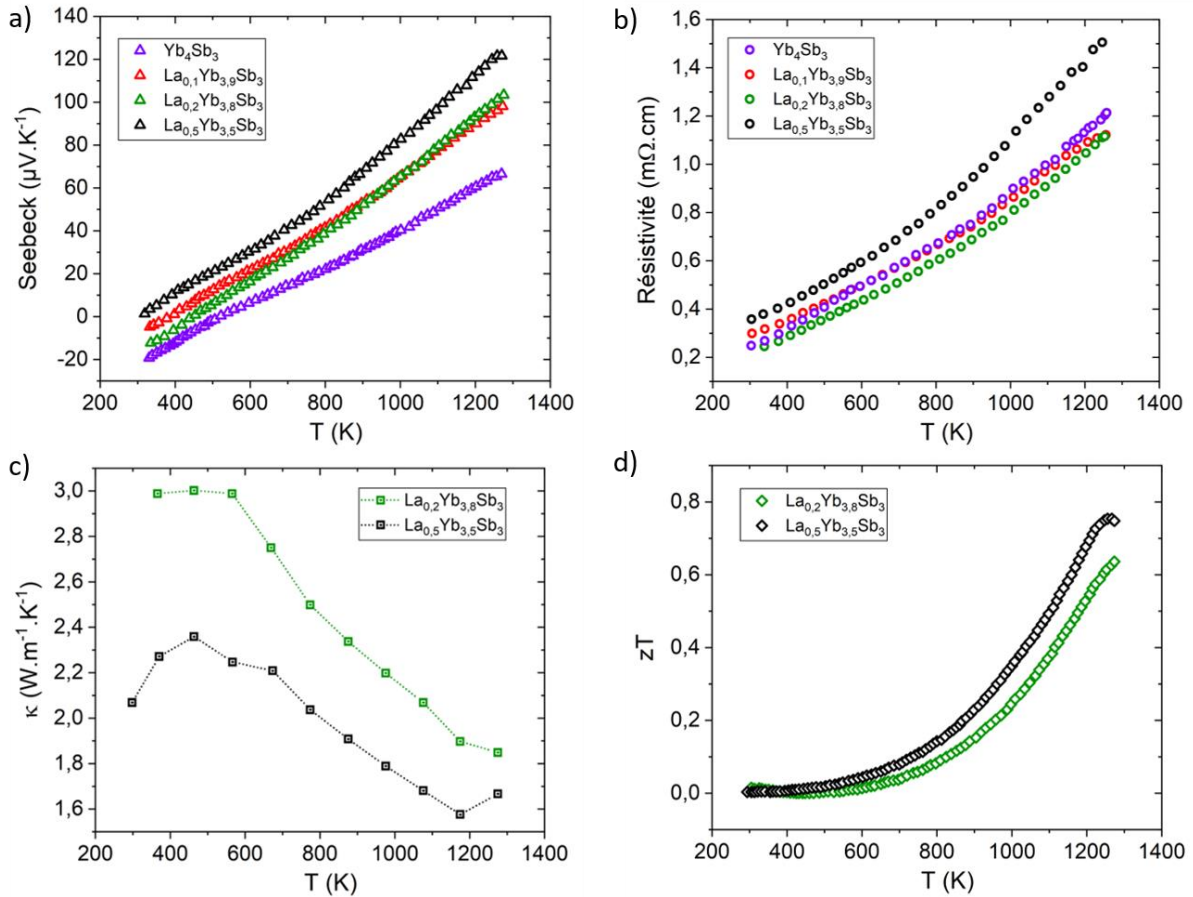 a)
140
120
100
80
60
40
20
0
-20
Seebeck (µV.K⁻¹)
Yb₄Sb₃
La₀,₁Yb₃,₉Sb₃
La₀,₂Yb₃,₈Sb₃
La₀,₅Yb₃,₅Sb₃
200 400 600 800 1000 1200 1400
T (K)
b)
1,6
1,4
1,2
1,0
0,8
0,6
0,4
0,2
Résistivité (mΩ.cm)
Yb₄Sb₃
La₀,₁Yb₃,₉Sb₃
La₀,₂Yb₃,₈Sb₃
La₀,₅Yb₃,₅Sb₃
200 400 600 800 1000 1200 1400
T (K)
c)
3,0
2,8
2,6
2,4
2,2
2,0
1,8
1,6
κ (W.m⁻¹.K⁻¹)
La₀,₂Yb₃,₈Sb₃
La₀,₅Yb₃,₅Sb₃
200 400 600 800 1000 1200 1400
T (K)
d)
0,8
0,6
0,4
0,2
0,0
zT
La₀,₂Yb₃,₈Sb₃
La₀,₅Yb₃,₅Sb₃
200 400 600 800 1000 1200 1400
T (K)